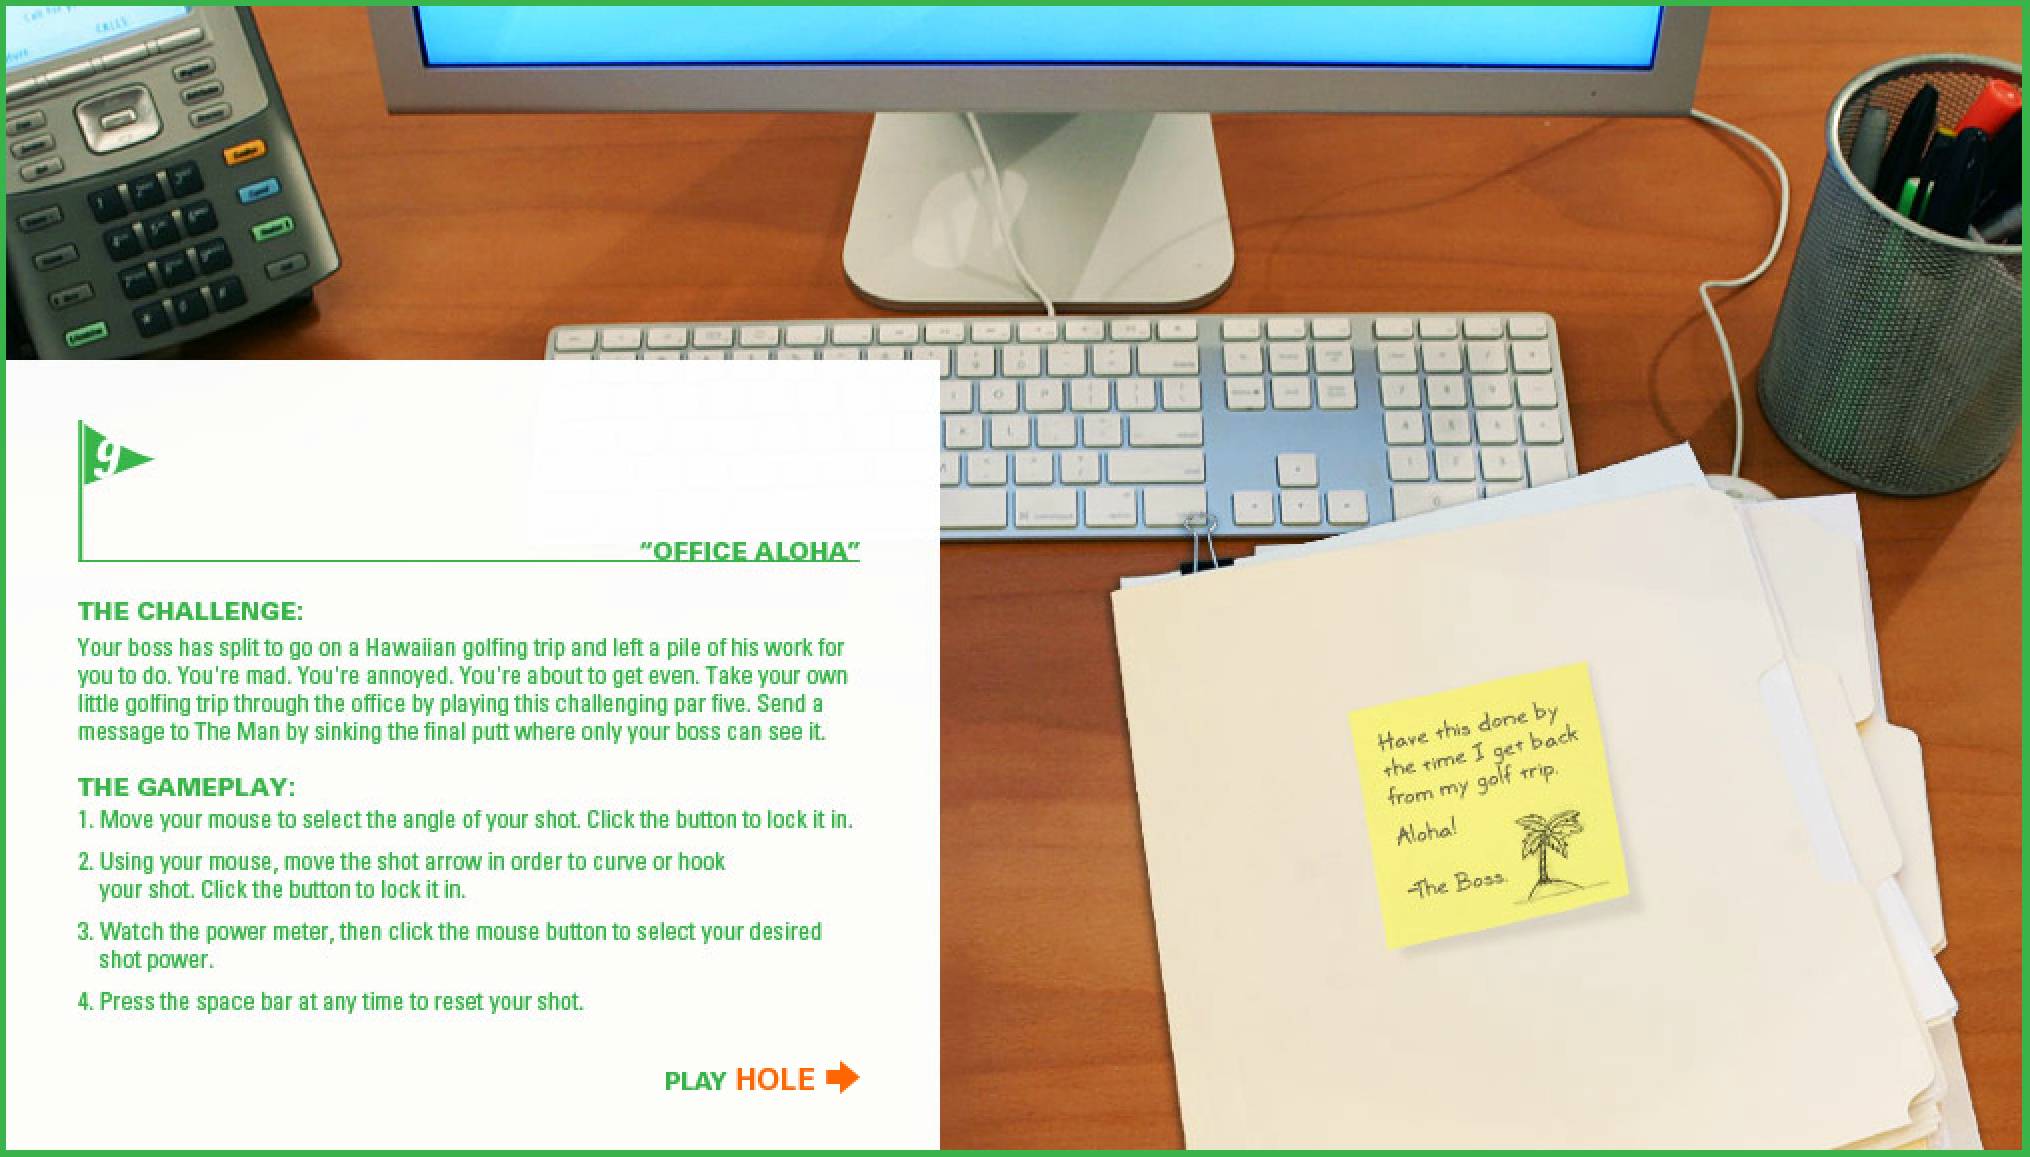 CALLS:
9
“OFFICE ALOHA”
THE CHALLENGE:
Your boss has split to go on a Hawaiian golfing trip and left a pile of his work for
you to do. You're mad. You're annoyed. You're about to get even. Take your own
little golfing trip through the office by playing this challenging par five. Send a
message to The Man by sinking the final putt where only your boss can see it.
THE GAMEPLAY:
1. Move your mouse to select the angle of your shot. Click the button to lock it in.
2. Using your mouse, move the shot arrow in order to curve or hook
your shot. Click the button to lock it in.
3. Watch the power meter, then click the mouse button to select your desired
shot power.
4. Press the space bar at any time to reset your shot.
PLAY HOLE
Have this done by
the time I get back
from my golf trip.
Aloha!
-The Boss.